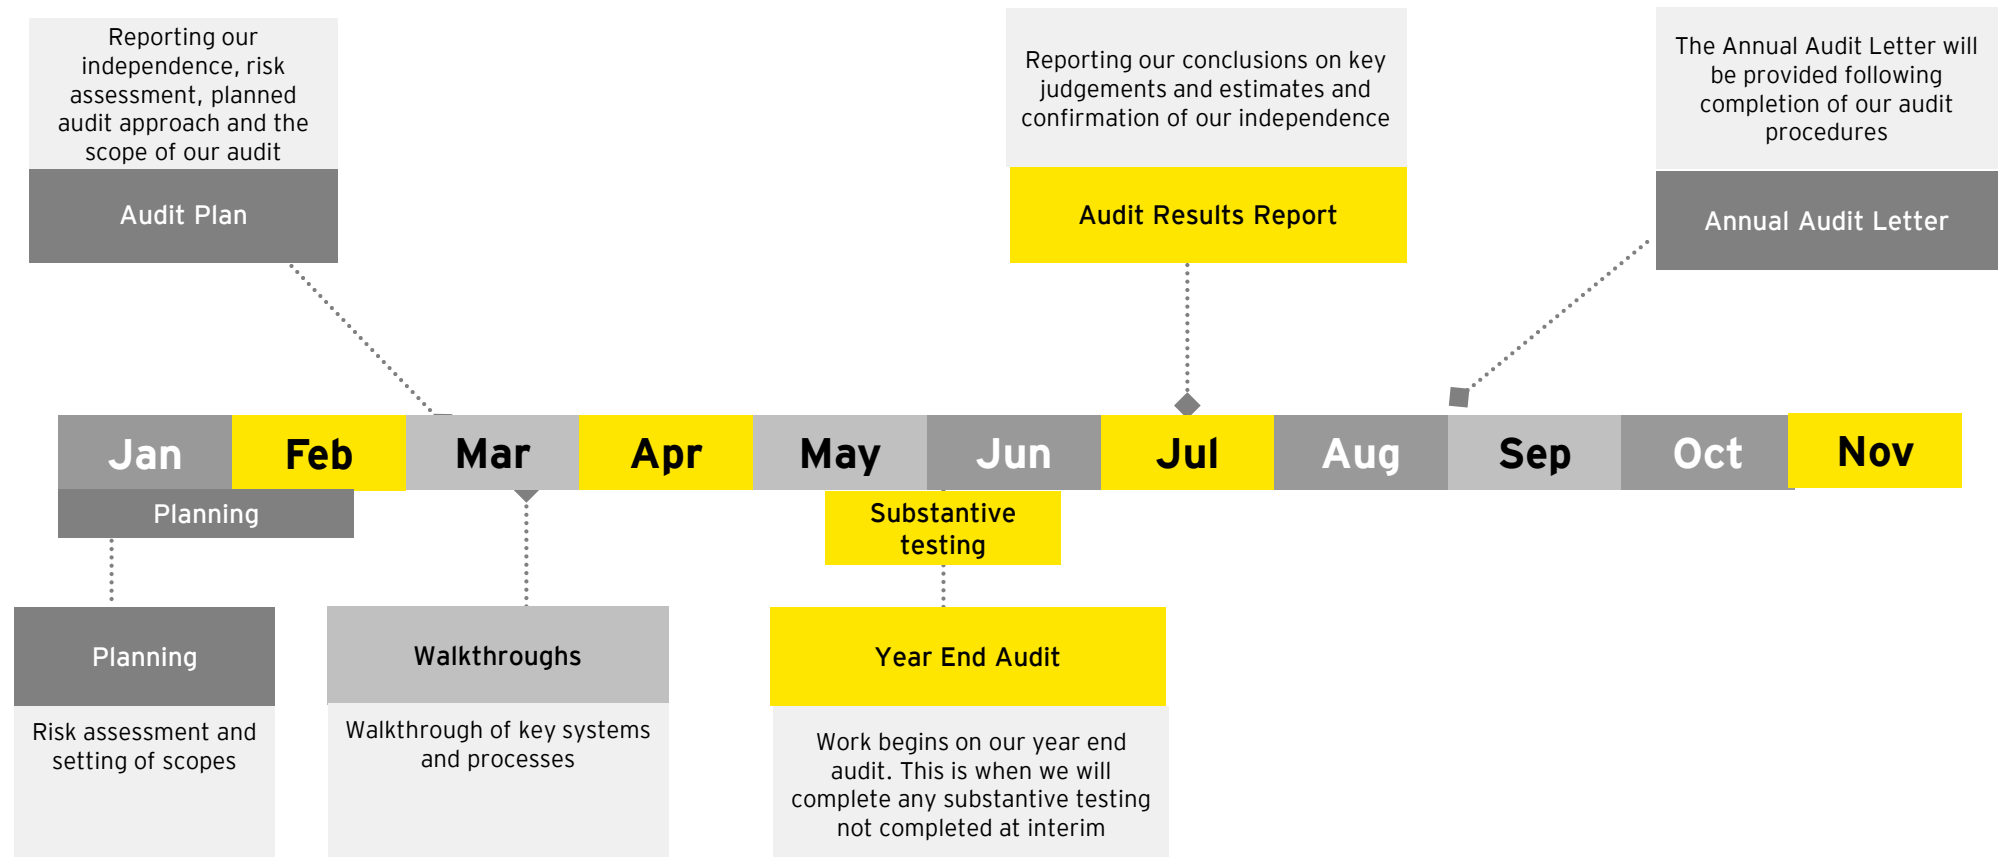 Reporting our
independence, risk
assessment, planned
audit approach and the
scope of our audit
Audit Plan
Reporting our conclusions on key
judgements and estimates and
confirmation of our independence
Audit Results Report
The Annual Audit Letter will
be provided following
completion of our audit
procedures
Annual Audit Letter
Jan Feb Mar Apr May Jun Jul Aug Sep Oct Nov
Planning
Substantive
testing
Planning
Risk assessment and
setting of scopes
Walkthroughs
Walkthrough of key systems
and processes
Year End Audit
Work begins on our year end
audit. This is when we will
complete any substantive testing
not completed at interim